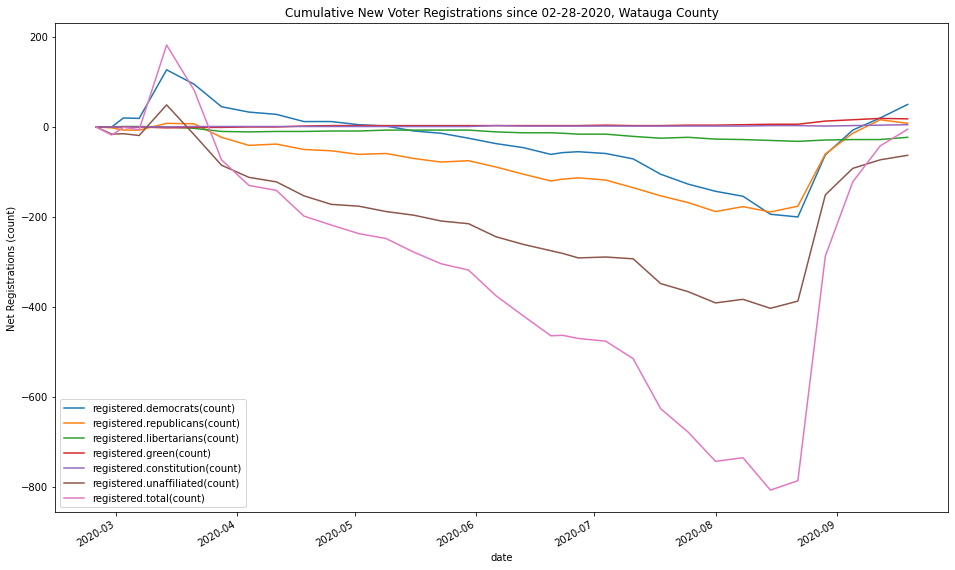 Cumulative New Voter Registrations since 02-28-2020, Watauga County
200
0
−200
−400
−600
−800
Net Registrations (count)
registered.democrats(count)
registered.republicans(count)
registered.libertarians(count)
registered.green(count)
registered.constitution(count)
registered.unaffiliated(count)
registered.total(count)
2020-03
2020-04
2020-05
2020-06
2020-07
2020-08
2020-09
date